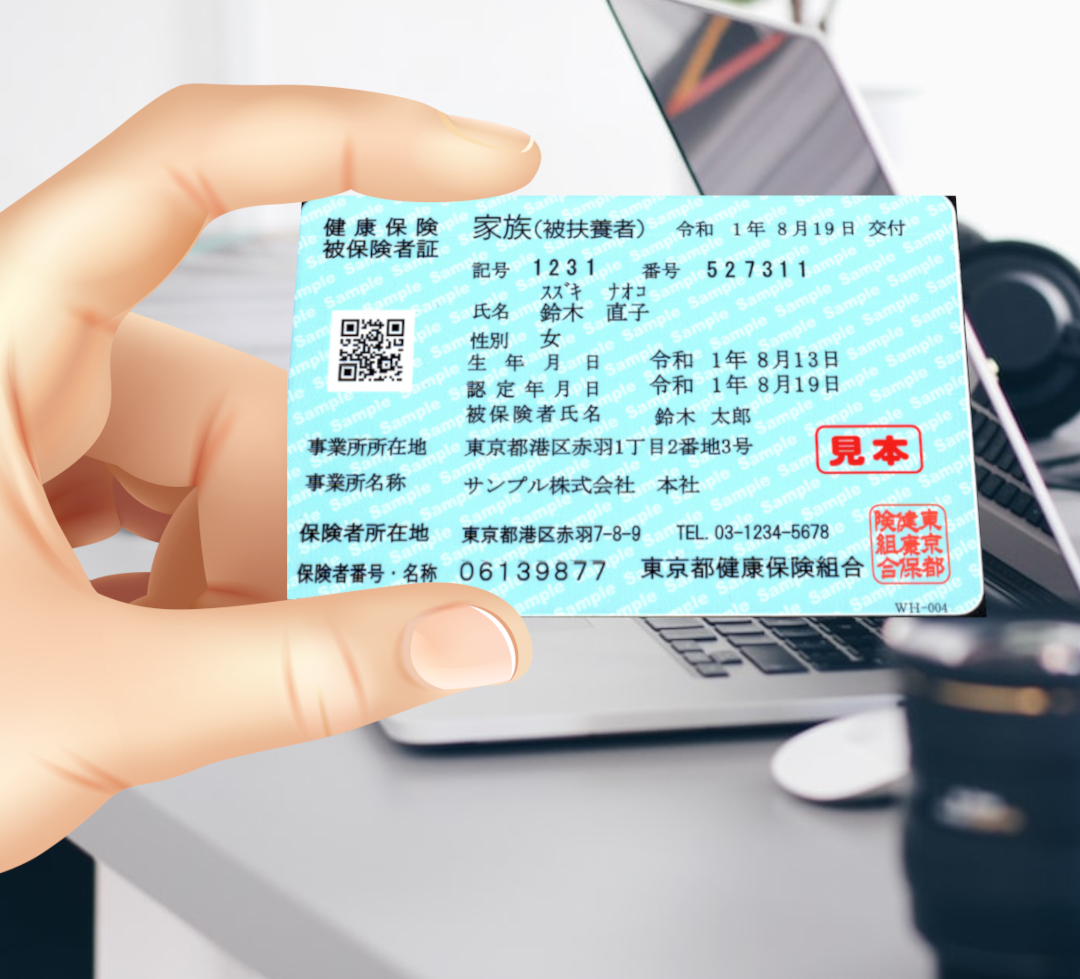 健康保険 家族(被扶養者) 令和 1年 8月19日 交付
被保険者証
記号 1231 番号 527311
スズキ ナオコ
氏名 鈴木 直子
性別 女
生年月日 令和 1年 8月13日
認定年月日 令和 1年 8月19日
被保険者氏名 鈴木 太郎
事業所所在地 東京都港区赤羽1丁目2番地3号
見本
事業所名称 サンプル株式会社 本社
保険者所在地 東京都港区赤羽7-8-9 TEL. 03-1234-5678
保険者番号・名称 06139877 東京都健康保険組合
東京都
健康保
険組合
WH-004